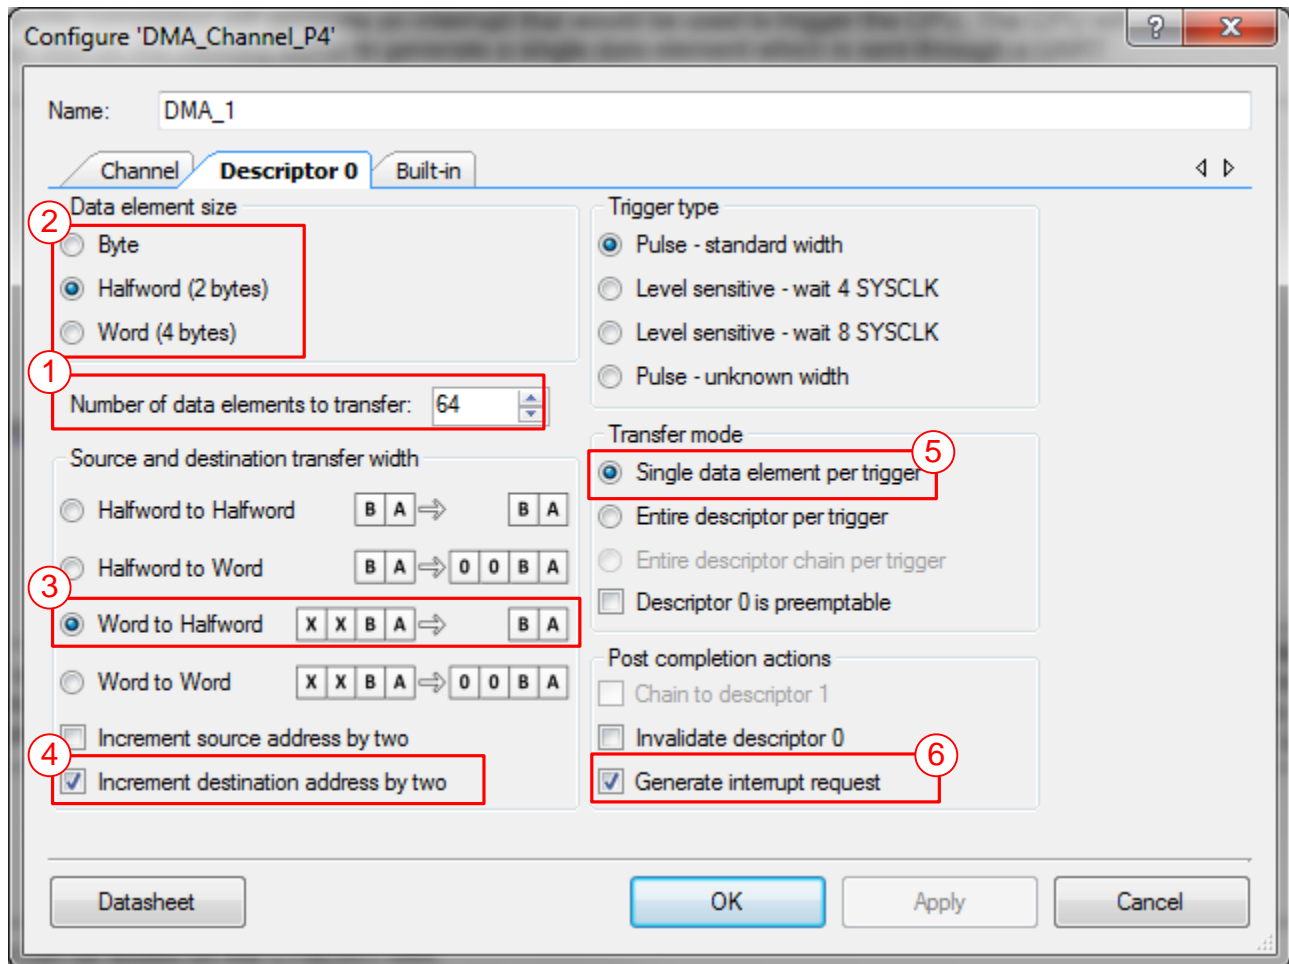 Configure 'DMA_Channel_P4'
?
X
Name: DMA_1
Channel
Descriptor 0
Built-in
Data element size
2
Byte
Halfword (2 bytes)
Word (4 bytes)
1
Number of data elements to transfer: 64
Source and destination transfer width
Halfword to Halfword B A B A
Halfword to Word B A 0 0 B A
3
Word to Halfword X X B A B A
Word to Word X X B A 0 0 B A
Increment source address by two
4
Increment destination address by two
Trigger type
Pulse - standard width
Level sensitive - wait 4 SYSCLK
Level sensitive - wait 8 SYSCLK
Pulse - unknown width
Transfer mode
5
Single data element per trigger
Entire descriptor per trigger
Entire descriptor chain per trigger
Descriptor 0 is preemptable
Post completion actions
Chain to descriptor 1
Invalidate descriptor 0
6
Generate interrupt request
Datasheet
OK
Apply
Cancel